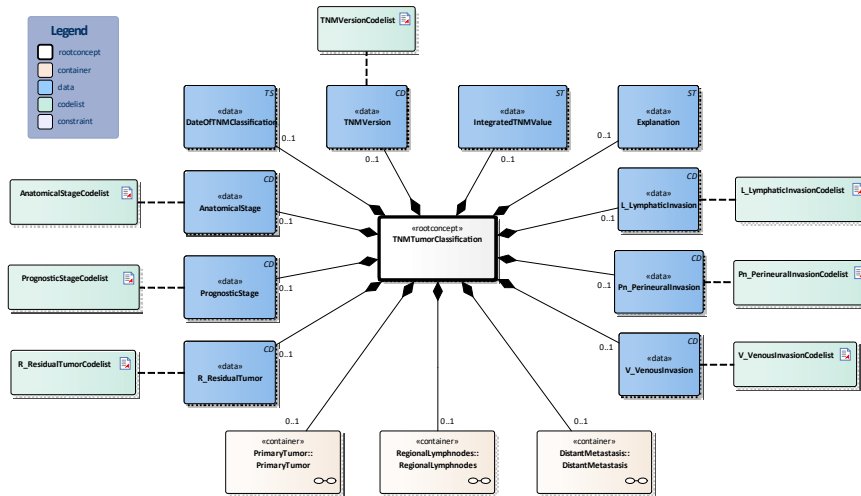 TNMVersionCodelist
Legend
rootconcept
container
data
codelist
constraint
TS
«data»
DateOfTNMClassification
0..1
CD
«data»
TNMVersion
0..1
ST
«data»
IntegratedTNMValue
0..1
ST
«data»
Explanation
0..1
AnatomicalStageCodelist
CD
«data»
AnatomicalStage
0..1
CD
«data»
L_LymphaticInvasion
0..1
L_LymphaticInvasionCodelist
«rootconcept»
TNMTumorClassification
PrognosticStageCodelist
CD
«data»
PrognosticStage
0..1
CD
«data»
Pn_PerineuralInvasion
0..1
Pn_PerineuralInvasionCodelist
R_ResidualTumorCodelist
CD
«data»
R_ResidualTumor
0..1
CD
«data»
V_VenousInvasion
0..1
V_VenousInvasionCodelist
0..1
«container»
PrimaryTumor::
PrimaryTumor
0..1
«container»
RegionalLymphnodes::
RegionalLymphnodes
0..1
«container»
DistantMetastasis::
DistantMetastasis